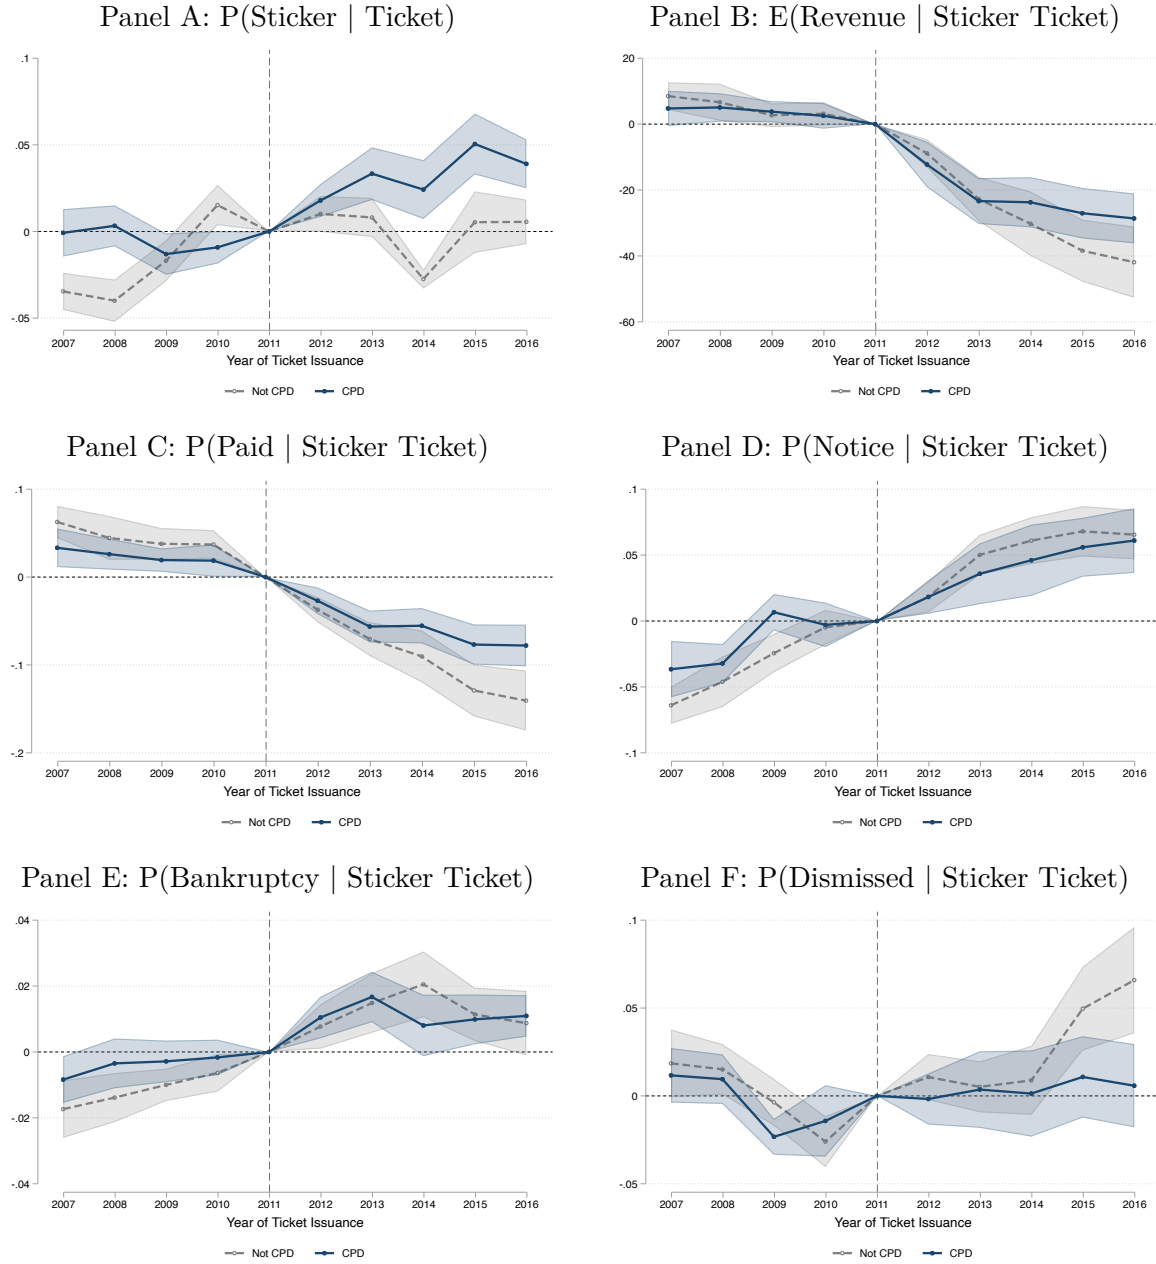 Panel A: P(Sticker | Ticket)
.1
.05
0
-.05
2007 2008 2009 2010 2011 2012 2013 2014 2015 2016
Year of Ticket Issuance
Not CPD CPD
Panel B: E(Revenue | Sticker Ticket)
20
0
-20
-40
-60
2007 2008 2009 2010 2011 2012 2013 2014 2015 2016
Year of Ticket Issuance
Not CPD CPD
Panel C: P(Paid | Sticker Ticket)
.1
0
-.1
-.2
2007 2008 2009 2010 2011 2012 2013 2014 2015 2016
Year of Ticket Issuance
Not CPD CPD
Panel D: P(Notice | Sticker Ticket)
.1
.05
0
-.05
-.1
2007 2008 2009 2010 2011 2012 2013 2014 2015 2016
Year of Ticket Issuance
Not CPD CPD
Panel E: P(Bankruptcy | Sticker Ticket)
.04
.02
0
-.02
-.04
2007 2008 2009 2010 2011 2012 2013 2014 2015 2016
Year of Ticket Issuance
Not CPD CPD
Panel F: P(Dismissed | Sticker Ticket)
.1
.05
0
-.05
2007 2008 2009 2010 2011 2012 2013 2014 2015 2016
Year of Ticket Issuance
Not CPD CPD